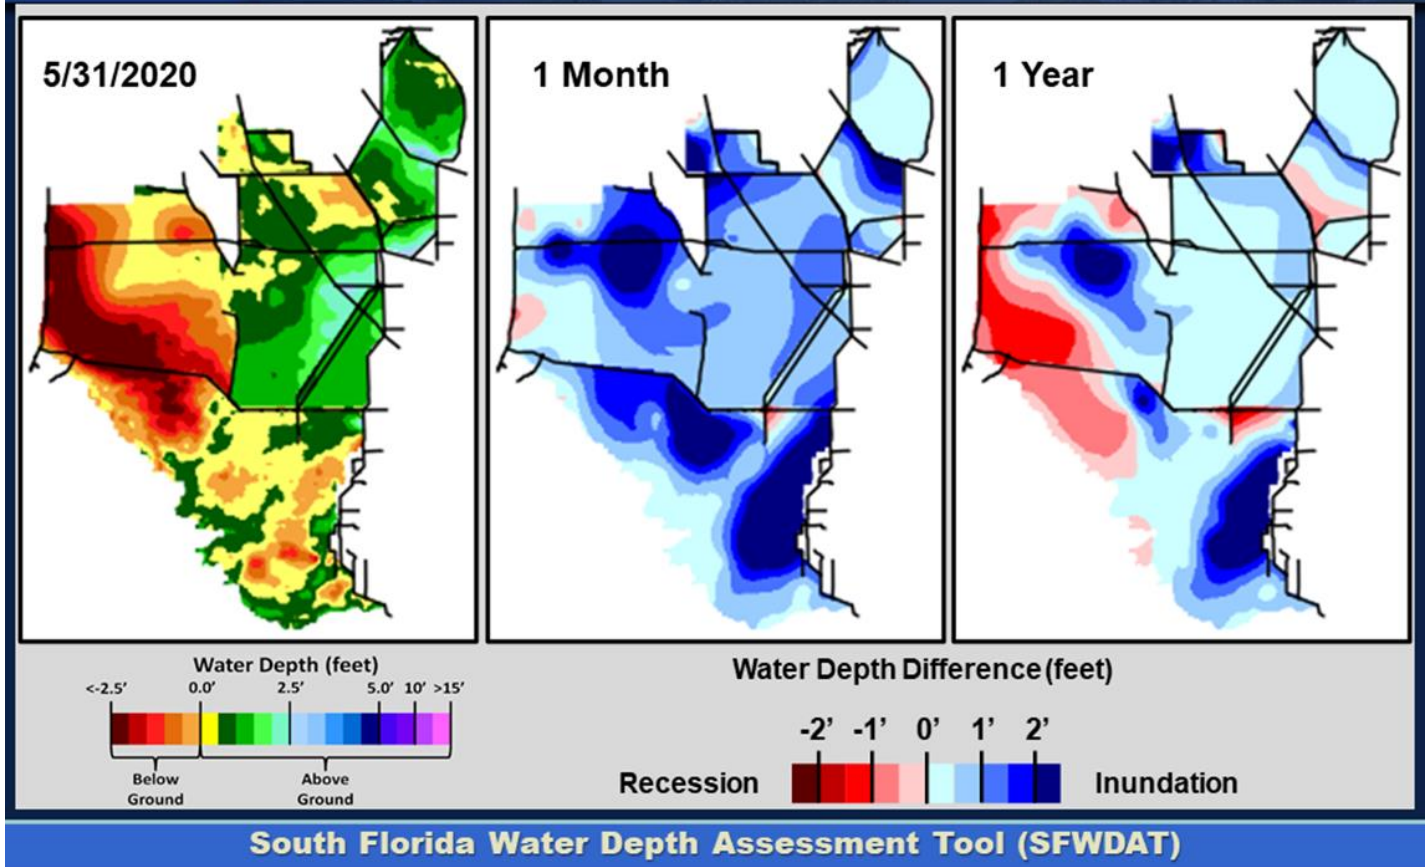 5/31/2020
1 Month
1 Year
Water Depth (feet)
<-2.5' 0.0' 2.5' 5.0' 10' >15'
Below
Ground
Above
Ground
Water Depth Difference (feet)
-2’ -1’ 0’ 1’ 2’
Recession
Inundation
South Florida Water Depth Assessment Tool (SFWDAT)